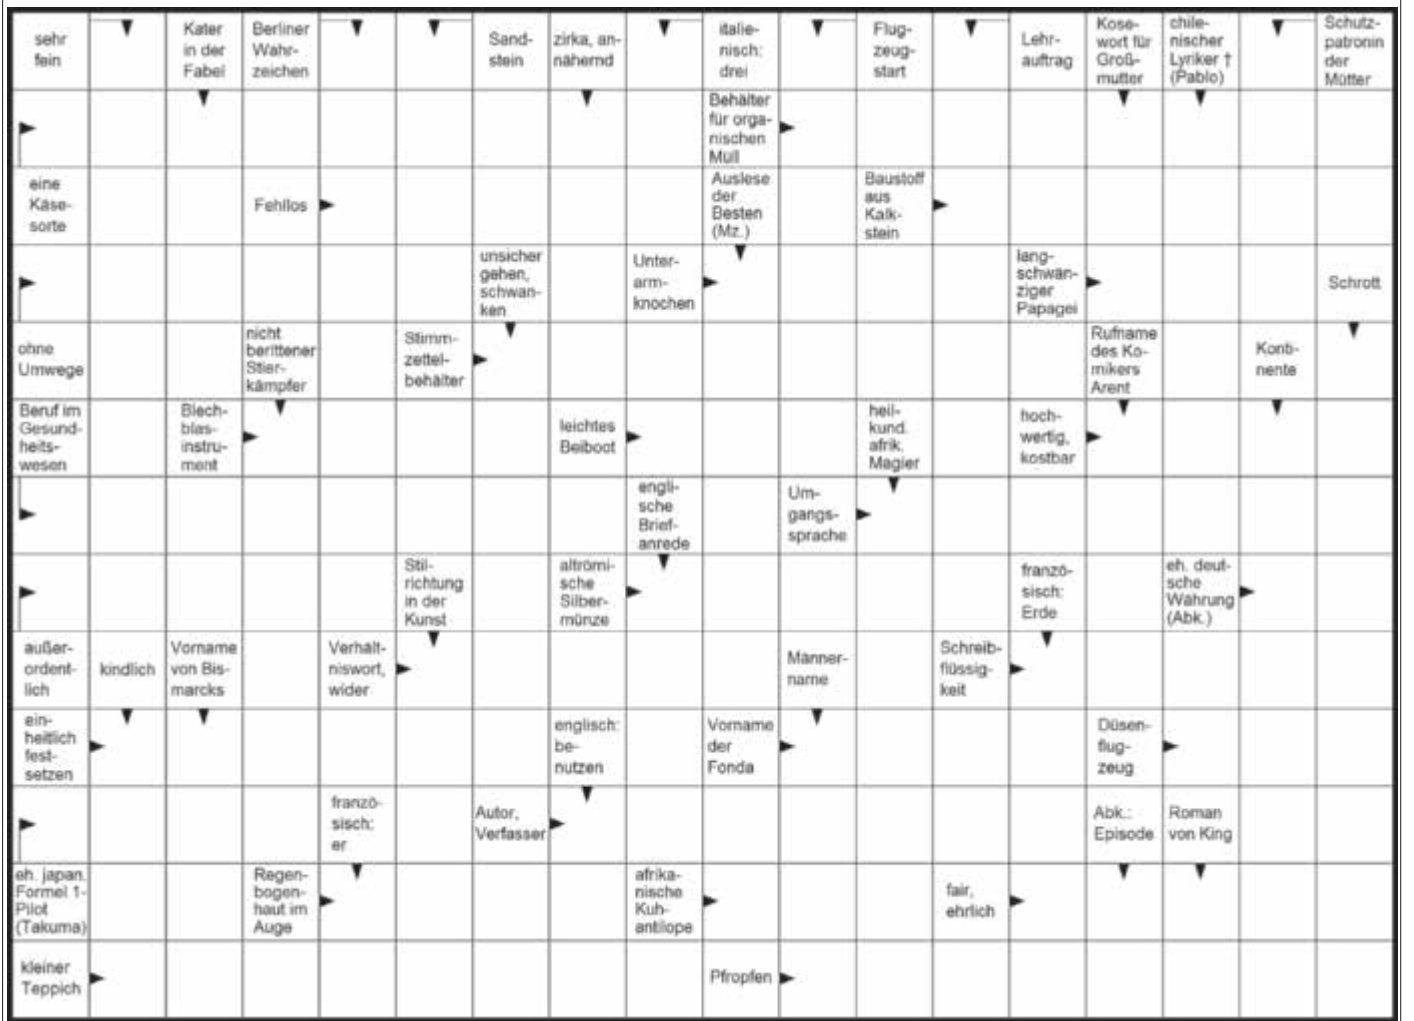 sehr
fein
Kater
in der
Fabel
Berliner
Wahr-
zeichen
Sand-
stein
zirka, an-
nähernd
italie-
nisch:
drei
Flug-
zeug-
start
Lehr-
auftrag
Kose-
wort für
Groß-
mutter
chile-
nischer
Lyriker †
(Pablo)
Schutz-
patronin
der
Mütter
Behälter
für orga-
nischen
Müll
eine
Käse-
sorte
Fehllos
Auslese
der
Besten
(Mz.)
Baustoff
aus
Kalk-
stein
unsicher
gehen,
schwan-
ken
Unter-
arm-
knochen
lang-
schwän-
ziger
Papagei
Schrott
ohne
Umwege
nicht
berittener
Stier-
kämpfer
Stimm-
zettel-
behälter
Rufname
des Ko-
mikers
Arent
Konti-
nente
Beruf im
Gesund-
heits-
wesen
Blech-
blas-
instru-
ment
leichtes
Beiboot
heil-
kund.
afrik.
Magier
hoch-
wertig,
kostbar
engli-
sche
Brief-
anrede
Um-
gangs-
sprache
Stil-
richtung
in der
Kunst
altrömi-
sche
Silber-
münze
franzö-
sisch:
Erde
eh. deut-
sche
Währung
(Abk.)
außer-
ordent-
lich
kindlich
Vorname
von Bis-
marcks
Verhält-
niswort,
wider
Männer-
name
Schreib-
flüssig-
keit
ein-
heitlich
fest-
setzen
englisch:
be-
nutzen
Vorname
der
Fonda
Düsen-
flug-
zeug
franzö-
sisch:
er
Autor,
Verfasser
Abk.:
Episode
Roman
von King
eh. japan.
Formel 1-
Pilot
(Takuma)
Regen-
bogen-
haut im
Auge
afrika-
nische
Kuh-
antilope
fair,
ehrlich
kleiner
Teppich
Pfropfen